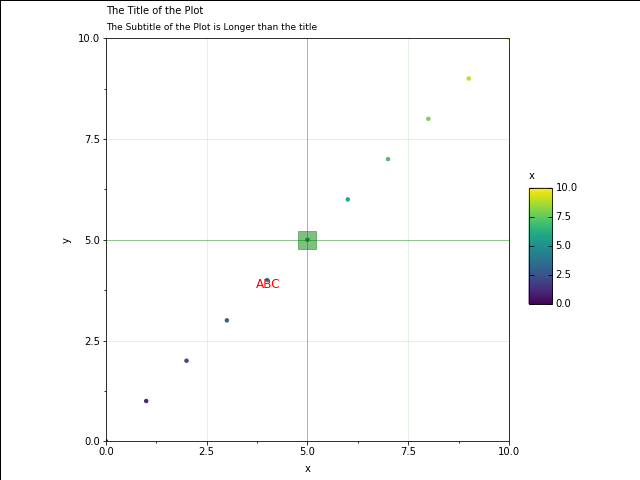 The Title of the Plot
The Subtitle of the Plot is Longer than the title
10.0
7.5
5.0
2.5
0.0
y
ABC
0.0 2.5 5.0 7.5 10.0
x
x
10.0
7.5
5.0
2.5
0.0